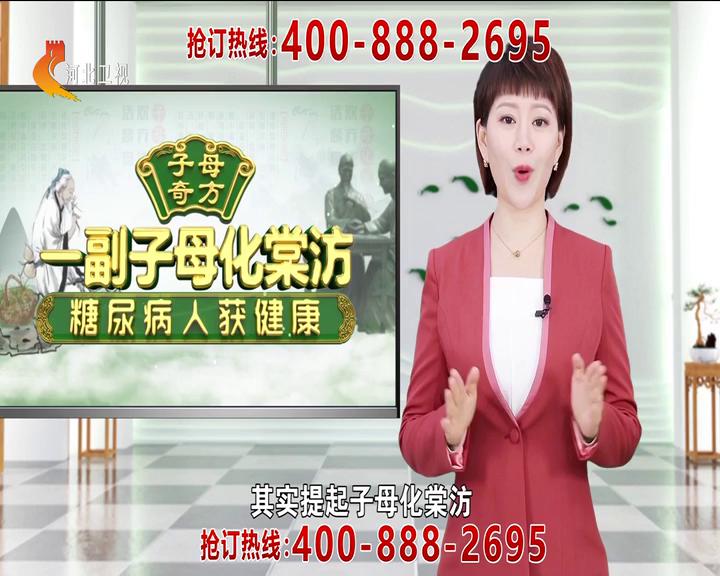 抢订热线:400-888-2695
河北卫视
子母
奇方
一副子母化棠汸
糖尿病人获健康
其实提起子母化棠汸
抢订热线:400-888-2695